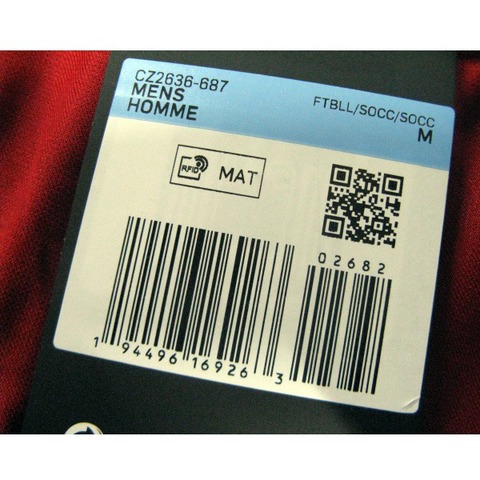 CZ2636-687
MENS
HOMME
FTBLL/SOCC/SOCC
M
RFID
MAT
02682
1 94496 16926 3